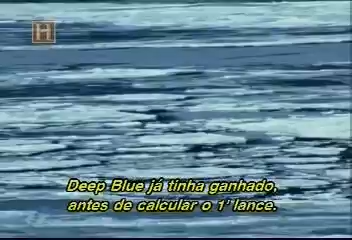 H
Deep Blue já tinha ganhado,
antes de calcular o 1º lance.